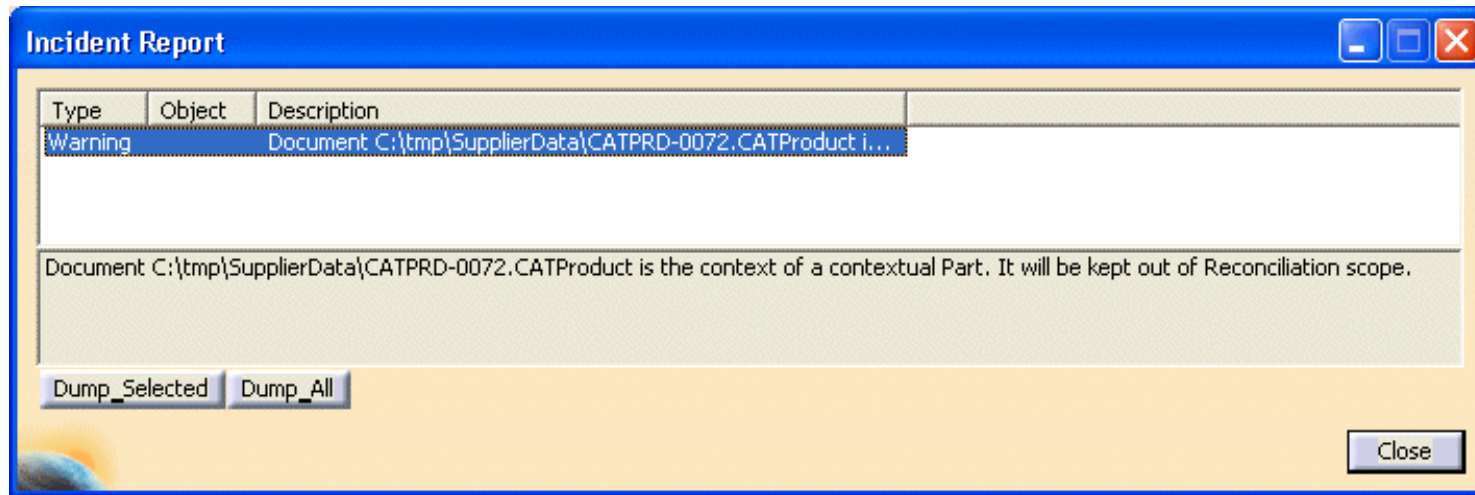 Incident Report
Type Object Description
Warning Document C:\tmp\SupplierData\CATPRD-0072.CATProduct i...
Document C:\tmp\SupplierData\CATPRD-0072.CATProduct is the context of a contextual Part. It will be kept out of Reconciliation scope.
Dump_Selected Dump_All
Close